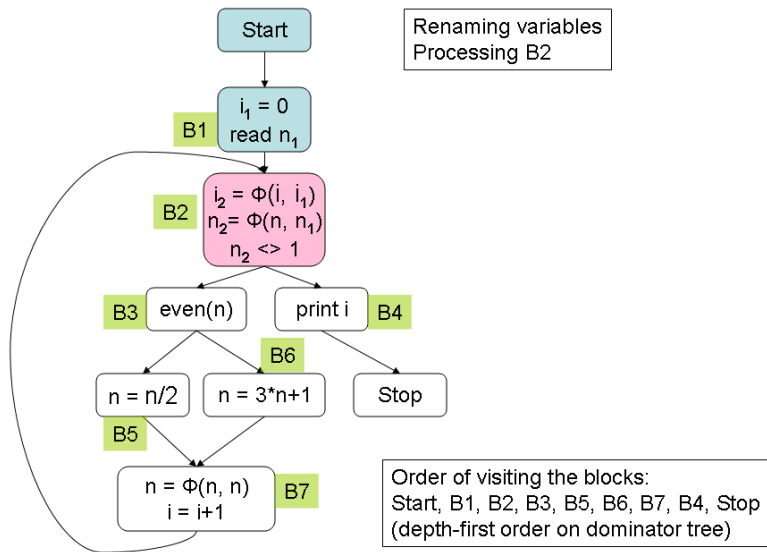 Start
Renaming variables
Processing B2
B1
i₁ = 0
read n₁
B2
i₂ = Φ(i, i₁)
n₂= Φ(n, n₁)
n₂ <> 1
B3
even(n)
print i
B4
B6
n = n/2
n = 3*n+1
Stop
B5
n = Φ(n, n)
i = i+1
B7
Order of visiting the blocks:
Start, B1, B2, B3, B5, B6, B7, B4, Stop
(depth-first order on dominator tree)